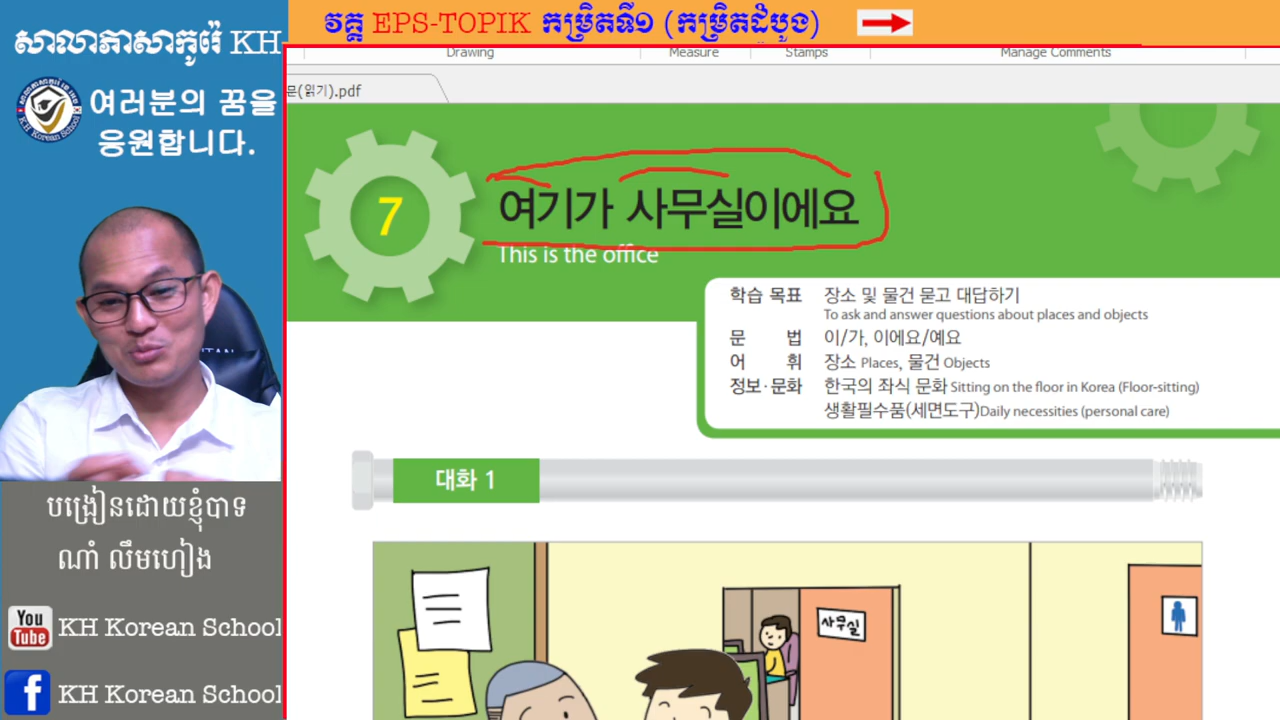 សាលាភាសាកូរ៉េ KH
여러분의 꿈을
응원합니다.
វគ្គ EPS-TOPIK កម្រិតទី១ (កម្រិតដំបូង)
Drawing
Measure
Stamps
Manage Comments
문(읽기).pdf
7
여기가 사무실이에요
This is the office
학습 목표 장소 및 물건 묻고 대답하기
To ask and answer questions about places and objects
문 법 이/가, 이에요/예요
어 휘 장소 Places, 물건 Objects
정보·문화 한국의 좌식 문화 Sitting on the floor in Korea (Floor-sitting)
생활필수품(세면도구)Daily necessities (personal care)
대화 1
사무실
បង្រៀនដោយខ្ញុំបាទ
ណាំ លឹមហៀង
You
Tube
KH Korean School
f
KH Korean School